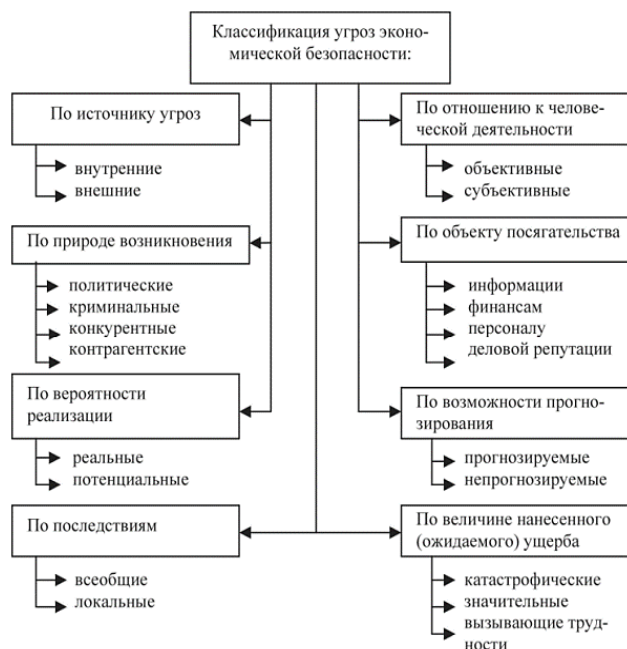 Классификация угроз эконо-
мической безопасности:
По источнику угроз
внутренние
внешние
По природе возникновения
политические
криминальные
конкурентные
контрагентские
По вероятности
реализации
реальные
потенциальные
По последствиям
всеобщие
локальные
По отношению к челове-
ческой деятельности
объективные
субъективные
По объекту посягательства
информации
финансам
персоналу
деловой репутации
По возможности прогно-
зирования
прогнозируемые
непрогнозируемые
По величине нанесенного
(ожидаемого) ущерба
катастрофические
значительные
вызывающие труд-
ности